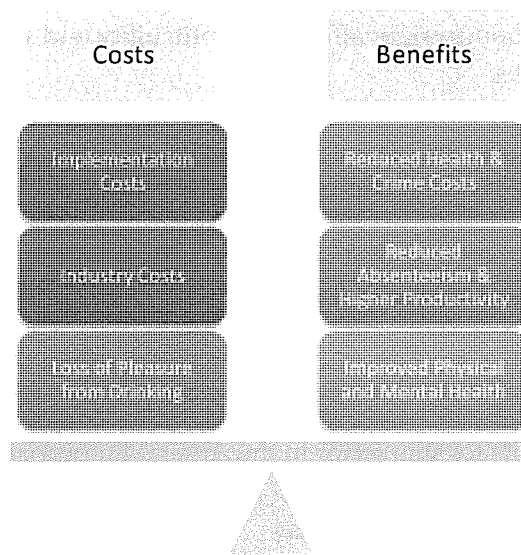 Costs
Benefits
Implementation
Costs
Reduced Health &
Crime Costs
Industry Costs
Reduced
Absenteeism &
Higher Productivity
Loss of Pleasure
from Drinking
Improved Physical
and Mental Health